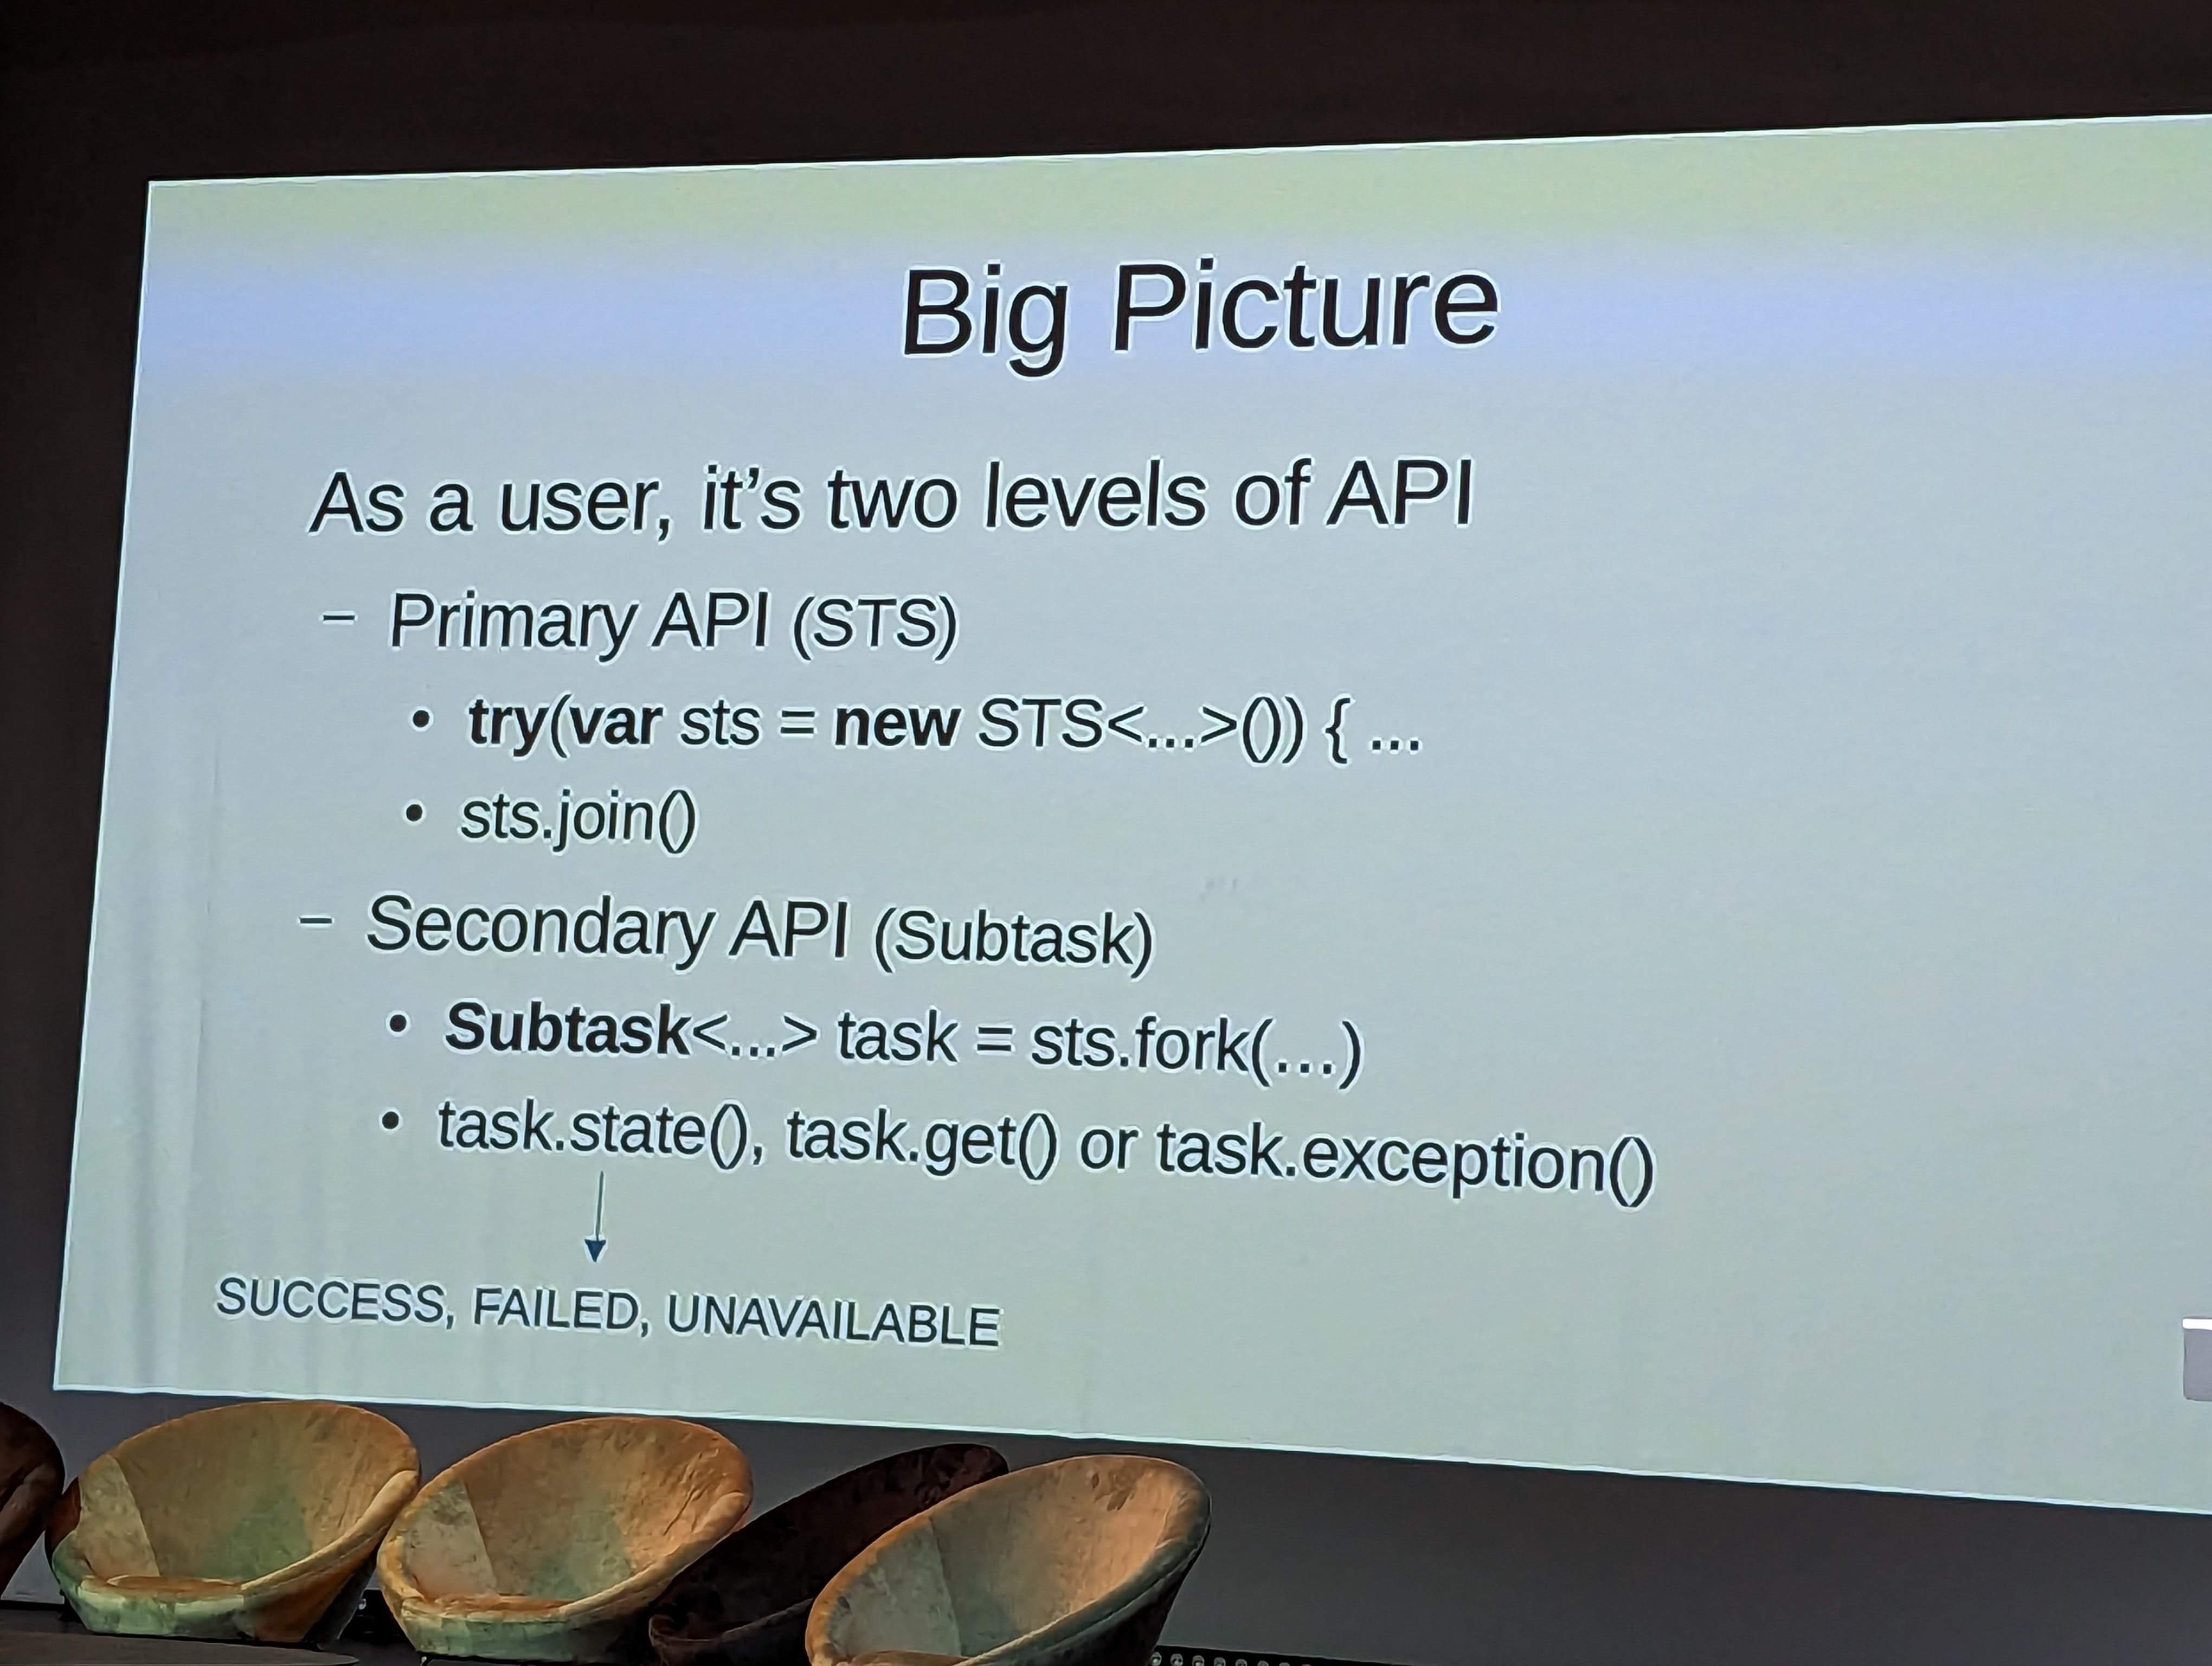 Big Picture
As a user, it’s two levels of API
– Primary API (STS)
• try(var sts = new STS<...>()) { ...
• sts.join()
– Secondary API (Subtask)
• Subtask<...> task = sts.fork(...)
• task.state(), task.get() or task.exception()
SUCCESS, FAILED, UNAVAILABLE